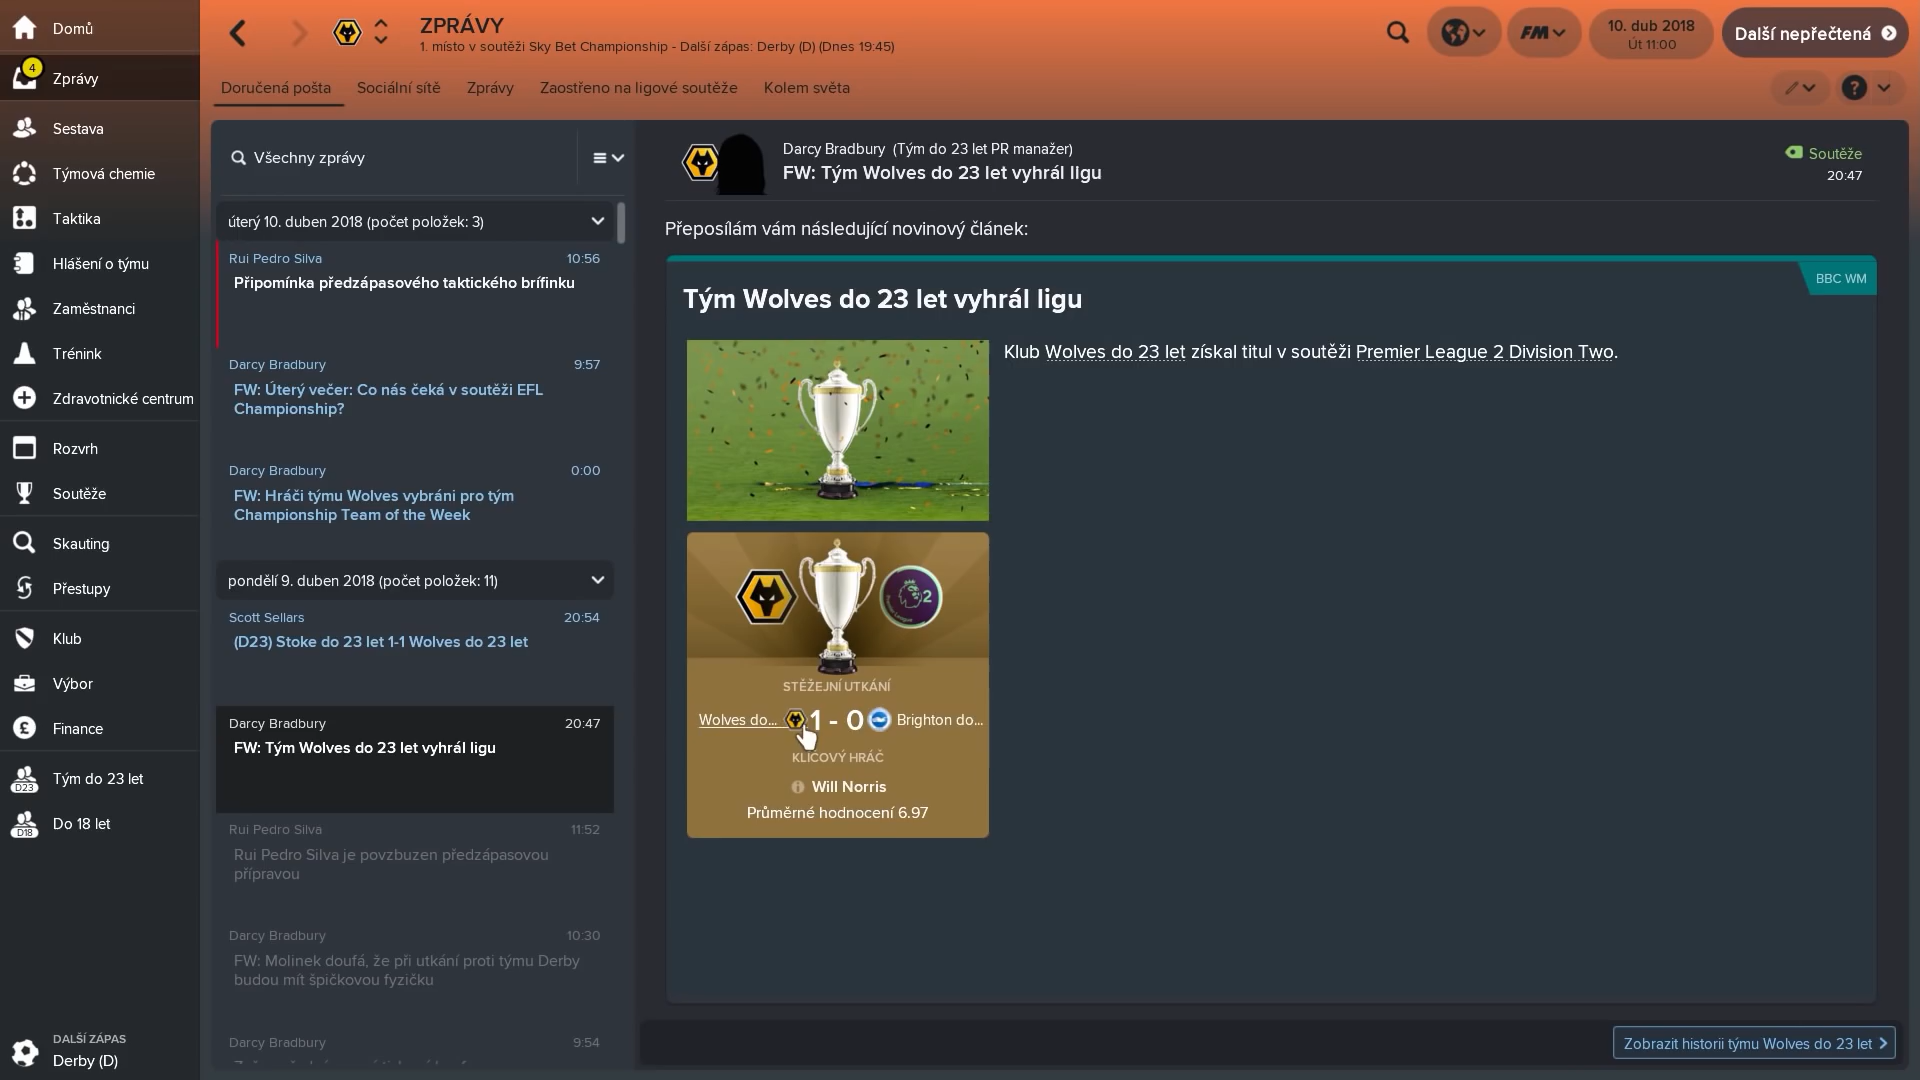 Domů
4
Zprávy
Sestava
Týmová chemie
Taktika
Hlášení o týmu
Zaměstnanci
Trénink
Zdravotnické centrum
Rozvrh
Soutěže
Skauting
Přestupy
Klub
Výbor
Finance
D23
Tým do 23 let
D18
Do 18 let
DALŠÍ ZÁPAS
Derby (D)
ZPRÁVY
1. místo v soutěži Sky Bet Championship - Další zápas: Derby (D) (Dnes 19:45)
FM
10. dub 2018
Út 11:00
Další nepřečtená
Doručená pošta
Sociální sítě
Zprávy
Zaostřeno na ligové soutěže
Kolem světa
?
Všechny zprávy
úterý 10. duben 2018 (počet položek: 3)
Rui Pedro Silva 10:56
Připomínka předzápasového taktického brífinku
Darcy Bradbury 9:57
FW: Úterý večer: Co nás čeká v soutěži EFL
Championship?
Darcy Bradbury 0:00
FW: Hráči týmu Wolves vybráni pro tým
Championship Team of the Week
pondělí 9. duben 2018 (počet položek: 11)
Scott Sellars 20:54
(D23) Stoke do 23 let 1-1 Wolves do 23 let
Darcy Bradbury 20:47
FW: Tým Wolves do 23 let vyhrál ligu
Rui Pedro Silva 11:52
Rui Pedro Silva je povzbuzen předzápasovou
přípravou
Darcy Bradbury 10:30
FW: Molinek doufá, že při utkání proti týmu Derby
budou mít špičkovou fyzičku
Darcy Bradbury 9:54
Darcy Bradbury (Tým do 23 let PR manažer)
FW: Tým Wolves do 23 let vyhrál ligu
Soutěže
20:47
Přeposílám vám následující novinový článek:
BBC WM
Tým Wolves do 23 let vyhrál ligu
Klub Wolves do 23 let získal titul v soutěži Premier League 2 Division Two.
2
STĚŽEJNÍ UTKÁNÍ
Wolves do... 1 - 0 Brighton do...
KLÍČOVÝ HRÁČ
Will Norris
Průměrné hodnocení 6.97
Zobrazit historii týmu Wolves do 23 let